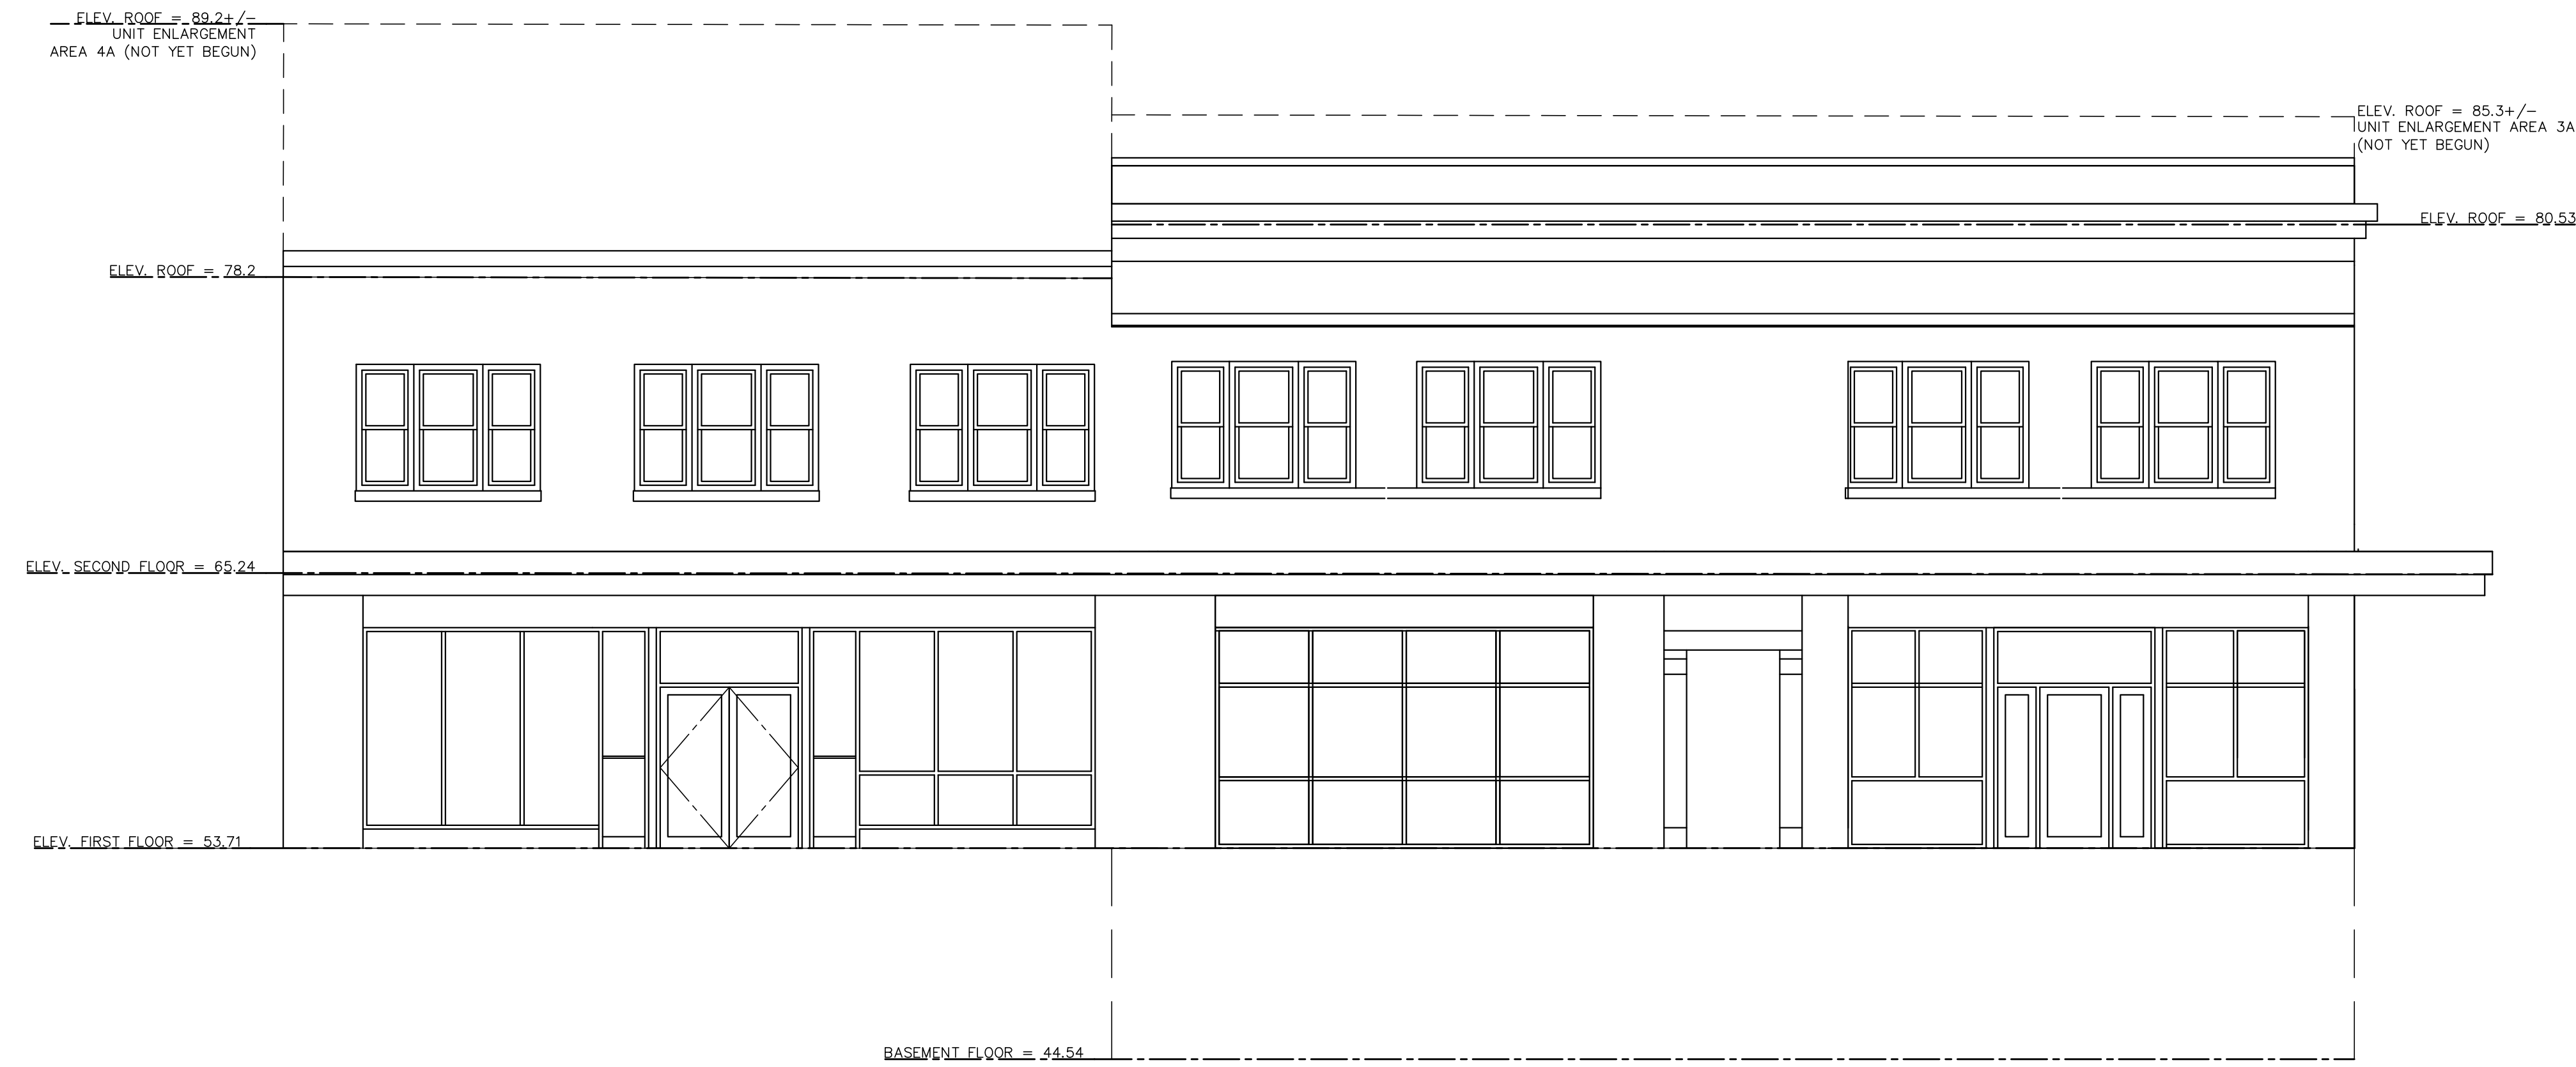 ELEV. ROOF = 89.2+/-
UNIT ENLARGEMENT
AREA 4A (NOT YET BEGUN)
ELEV. ROOF = 85.3+/-
UNIT ENLARGEMENT AREA 3A
(NOT YET BEGUN)
ELEV. ROOF = 80.53
ELEV. ROOF = 78.2
ELEV. SECOND FLOOR = 65.24
ELEV. FIRST FLOOR = 53.71
BASEMENT FLOOR = 44.54